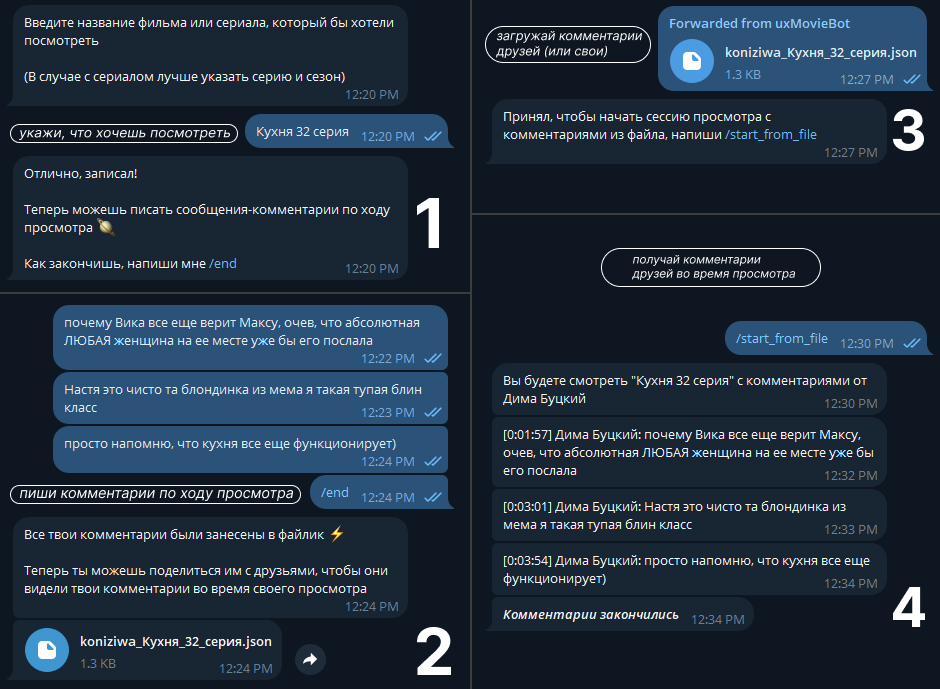 Введите название фильма или сериала, который бы хотели
посмотреть
(В случае с сериалом лучше указать серию и сезон)
12:20 PM
укажи, что хочешь посмотреть
Кухня 32 серия 12:20 PM
Отлично, записал!
Теперь можешь писать сообщения-комментарии по ходу
просмотра
Как закончишь, напиши мне /end
12:20 PM
1
почему Вика все еще верит Максу, очев, что абсолютная
ЛЮБАЯ женщина на ее месте уже бы его послала
12:22 PM
Настя это чисто та блондинка из мема я такая тупая блин
класс
12:23 PM
просто напомню, что кухня все еще функционирует)
12:24 PM
пиши комментарии по ходу просмотра
/end 12:24 PM
Все твои комментарии были занесены в файлик ⚡
Теперь ты можешь поделиться им с друзьями, чтобы они
видели твои комментарии во время своего просмотра
12:24 PM
koniziwa_Кухня_32_серия.json
1.3 KB
12:24 PM
2
загружай комментарии
друзей (или свои)
Forwarded from uxMovieBot
koniziwa_Кухня_32_серия.json
1.3 KB
12:27 PM
Принял, чтобы начать сессию просмотра с
комментариями из файла, напиши /start_from_file
12:27 PM
3
получай комментарии
друзей во время просмотра
/start_from_file 12:30 PM
Вы будете смотреть "Кухня 32 серия" с комментариями от
Дима Буцкий
12:30 PM
[0:01:57] Дима Буцкий: почему Вика все еще верит Максу,
очев, что абсолютная ЛЮБАЯ женщина на ее месте уже бы
его послала
12:32 PM
[0:03:01] Дима Буцкий: Настя это чисто та блондинка из
мема я такая тупая блин класс
12:33 PM
[0:03:54] Дима Буцкий: просто напомню, что кухня все еще
функционирует)
12:34 PM
Комментарии закончились 12:34 PM
4